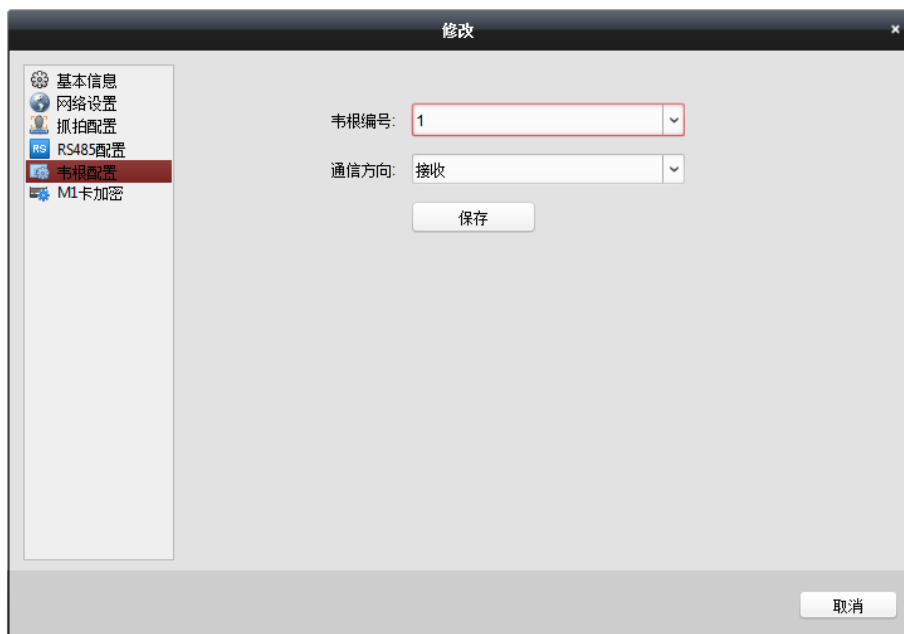 修改
×
基本信息
网络设置
抓拍配置
RS RS485配置
韦根配置
M1卡加密
韦根编号: 1
通信方向: 接收
保存
取消